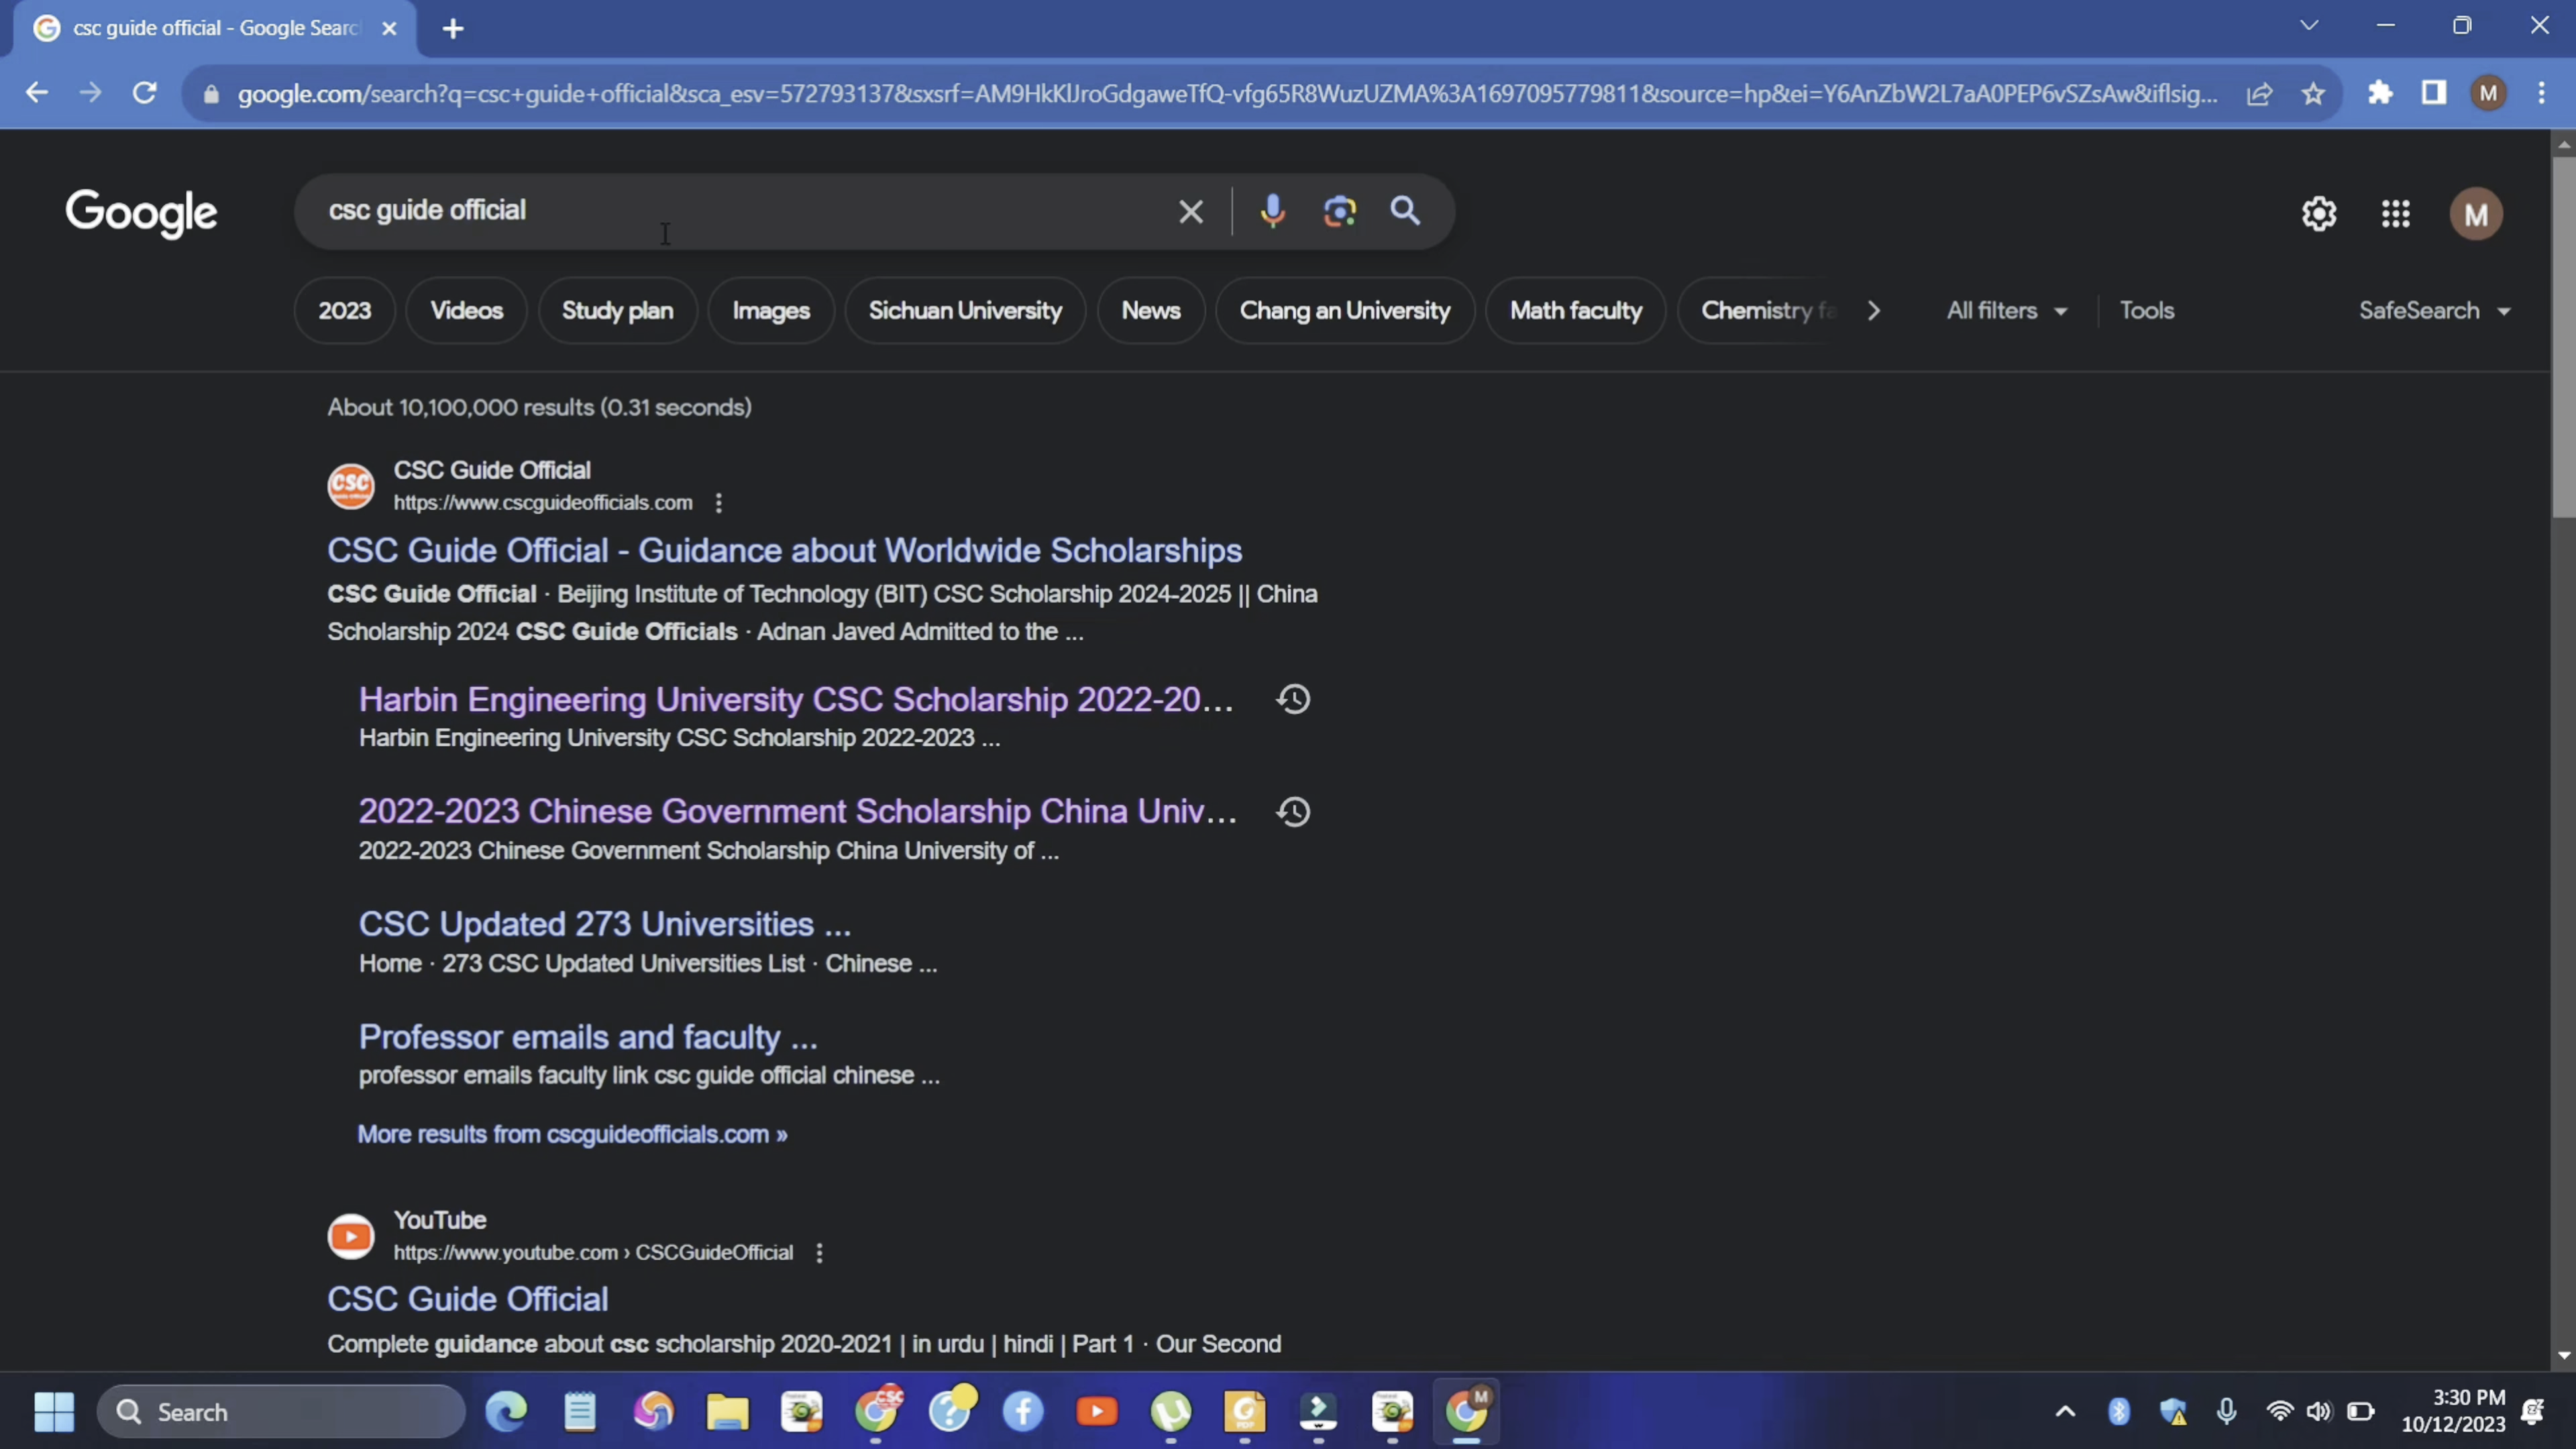 csc guide official - Google Searc
google.com/search?q=csc+guide+official&sca_esv=572793137&sxsrf=AM9HkKlJroGdgaweTfQ-vfg65R8WuzUZMA%3A1697095779811&source=hp&ei=Y6AnZbW2L7aA0PEP6vSZsAw&iflsig...
M
Google
csc guide official
M
2023
Videos
Study plan
Images
Sichuan University
News
Chang an University
Math faculty
Chemistry fa
All filters
Tools
SafeSearch
About 10,100,000 results (0.31 seconds)
CSC
CSC Guide Official
https://www.cscguideofficials.com
CSC Guide Official - Guidance about Worldwide Scholarships
CSC Guide Official · Beijing Institute of Technology (BIT) CSC Scholarship 2024-2025 || China
Scholarship 2024 CSC Guide Officials · Adnan Javed Admitted to the ...
Harbin Engineering University CSC Scholarship 2022-20...
Harbin Engineering University CSC Scholarship 2022-2023 ...
2022-2023 Chinese Government Scholarship China Univ...
2022-2023 Chinese Government Scholarship China University of ...
CSC Updated 273 Universities ...
Home · 273 CSC Updated Universities List · Chinese ...
Professor emails and faculty ...
professor emails faculty link csc guide official chinese ...
More results from cscguideofficials.com »
YouTube
https://www.youtube.com › CSCGuideOfficial
CSC Guide Official
Complete guidance about csc scholarship 2020-2021 | in urdu | hindi | Part 1 · Our Second
Search
CSC
PDF
M
3:30 PM
10/12/2023